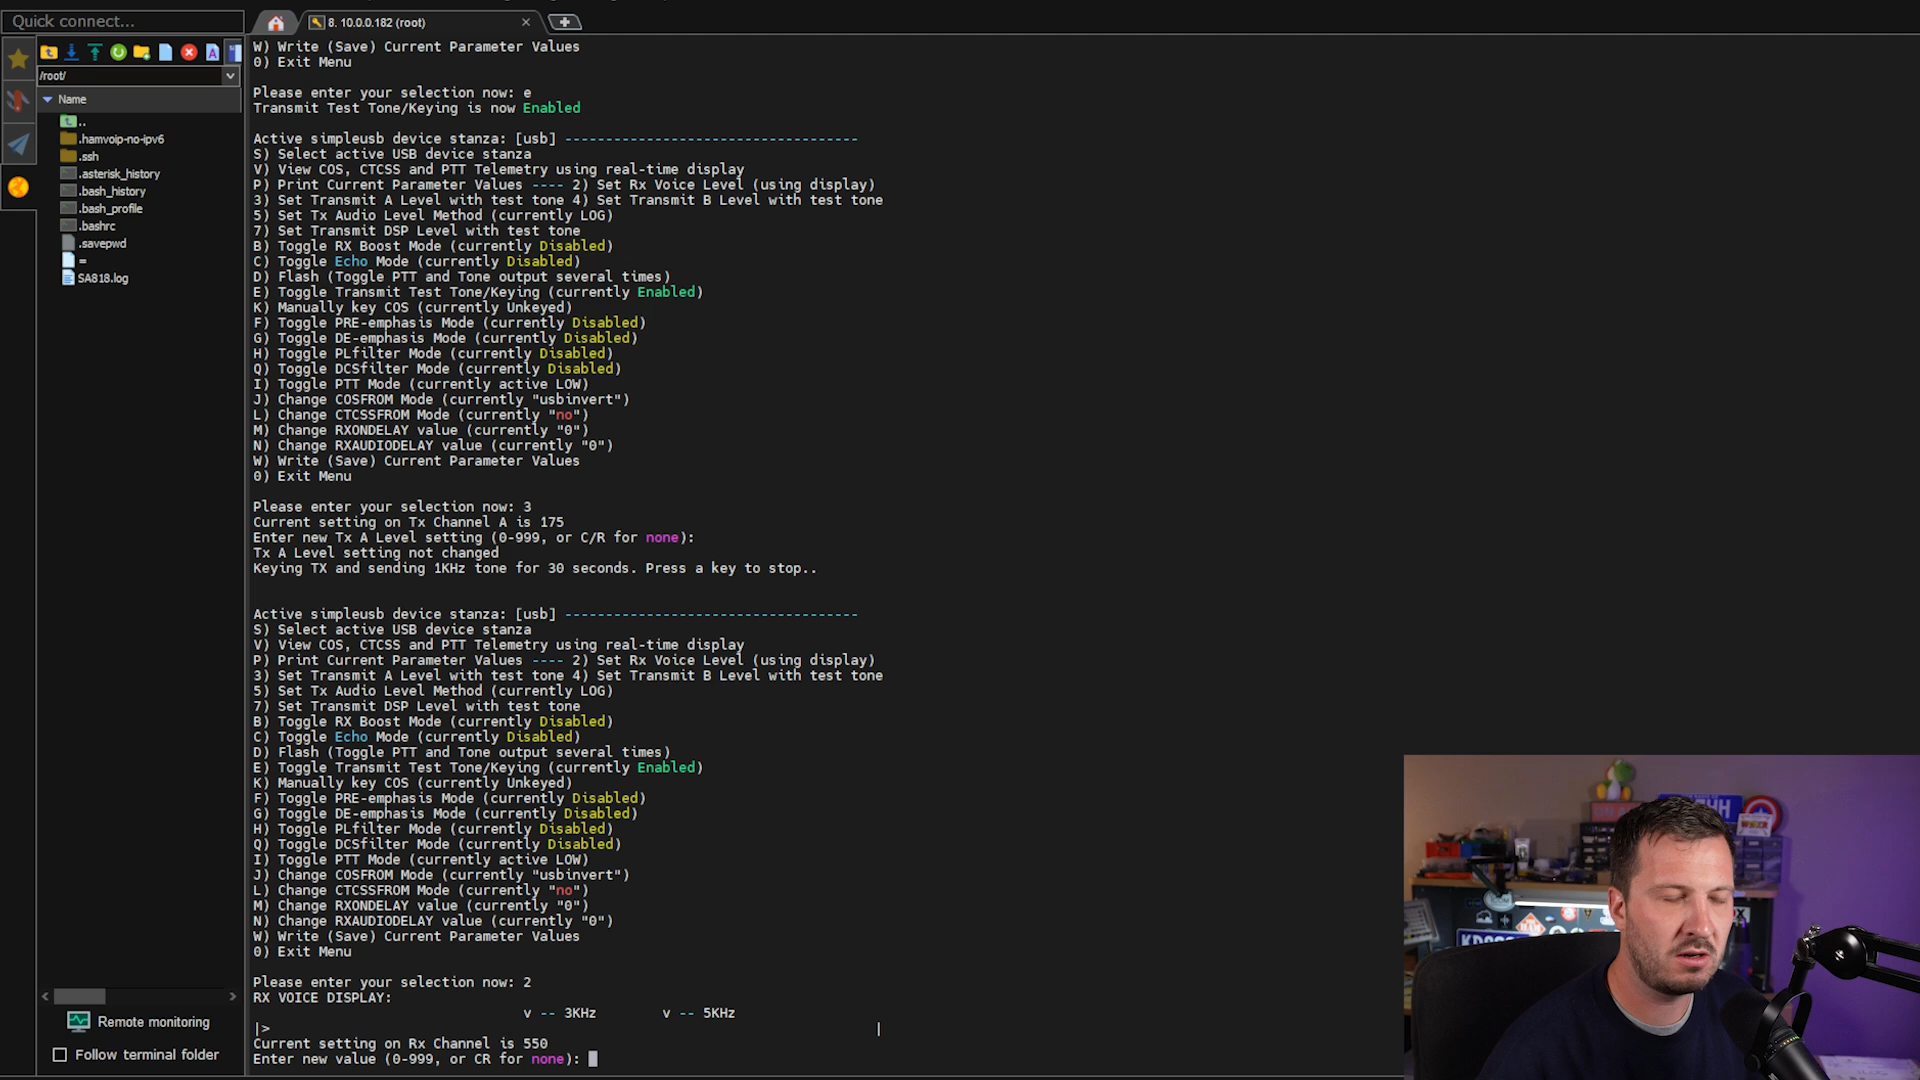 Quick connect...
8. 10.0.0.182 (root)
/root/
Name
..
.hamvoip-no-ipv6
.ssh
.asterisk_history
.bash_history
.bash_profile
.bashrc
.savepwd
=
SA818.log
Remote monitoring
Follow terminal folder
W) Write (Save) Current Parameter Values
0) Exit Menu
Please enter your selection now: e
Transmit Test Tone/Keying is now Enabled
Active simpleusb device stanza: [usb] ------------------------------------
S) Select active USB device stanza
V) View COS, CTCSS and PTT Telemetry using real-time display
P) Print Current Parameter Values ---- 2) Set Rx Voice Level (using display)
3) Set Transmit A Level with test tone 4) Set Transmit B Level with test tone
5) Set Tx Audio Level Method (currently LOG)
7) Set Transmit DSP Level with test tone
B) Toggle RX Boost Mode (currently Disabled)
C) Toggle Echo Mode (currently Disabled)
D) Flash (Toggle PTT and Tone output several times)
E) Toggle Transmit Test Tone/Keying (currently Enabled)
K) Manually key COS (currently Unkeyed)
F) Toggle PRE-emphasis Mode (currently Disabled)
G) Toggle DE-emphasis Mode (currently Disabled)
H) Toggle PLfilter Mode (currently Disabled)
Q) Toggle DCSfilter Mode (currently Disabled)
I) Toggle PTT Mode (currently active LOW)
J) Change COSFROM Mode (currently "usbinvert")
L) Change CTCSSFROM Mode (currently "no")
M) Change RXONDELAY value (currently "0")
N) Change RXAUDIODELAY value (currently "0")
W) Write (Save) Current Parameter Values
0) Exit Menu
Please enter your selection now: 3
Current setting on Tx Channel A is 175
Enter new Tx A Level setting (0-999, or C/R for none):
Tx A Level setting not changed
Keying TX and sending 1KHz tone for 30 seconds. Press a key to stop..
Active simpleusb device stanza: [usb] ------------------------------------
S) Select active USB device stanza
V) View COS, CTCSS and PTT Telemetry using real-time display
P) Print Current Parameter Values ---- 2) Set Rx Voice Level (using display)
3) Set Transmit A Level with test tone 4) Set Transmit B Level with test tone
5) Set Tx Audio Level Method (currently LOG)
7) Set Transmit DSP Level with test tone
B) Toggle RX Boost Mode (currently Disabled)
C) Toggle Echo Mode (currently Disabled)
D) Flash (Toggle PTT and Tone output several times)
E) Toggle Transmit Test Tone/Keying (currently Enabled)
K) Manually key COS (currently Unkeyed)
F) Toggle PRE-emphasis Mode (currently Disabled)
G) Toggle DE-emphasis Mode (currently Disabled)
H) Toggle PLfilter Mode (currently Disabled)
Q) Toggle DCSfilter Mode (currently Disabled)
I) Toggle PTT Mode (currently active LOW)
J) Change COSFROM Mode (currently "usbinvert")
L) Change CTCSSFROM Mode (currently "no")
M) Change RXONDELAY value (currently "0")
N) Change RXAUDIODELAY value (currently "0")
W) Write (Save) Current Parameter Values
0) Exit Menu
Please enter your selection now: 2
RX VOICE DISPLAY:
v -- 3KHz v -- 5KHz
|> |
Current setting on Rx Channel is 550
Enter new value (0-999, or CR for none):